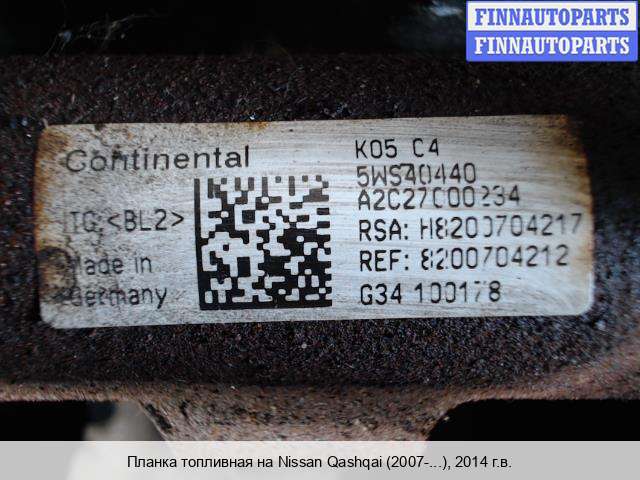 FINNAUTOPARTS
FINNAUTOPARTS
Continental
K05 C4
5WS40440
A2C27000234
IG:<BL2>
RSA: H8200704217
Made in
REF: 8200704212
Germany
G34 100178
Планка топливная на Nissan Qashqai (2007-...), 2014 г.в.